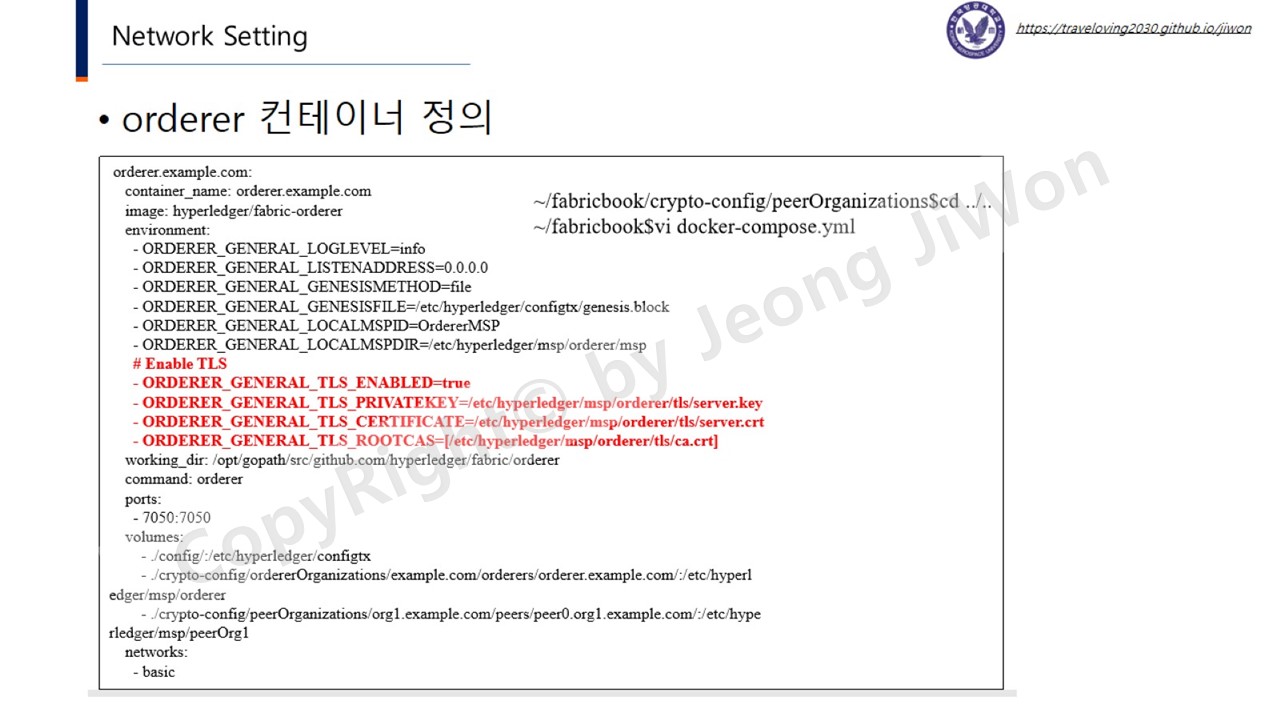 Network Setting
https://traveloving2030.github.io/jiwon
• orderer 컨테이너 정의
orderer.example.com:
container_name: orderer.example.com
image: hyperledger/fabric-orderer
environment:
~/fabricbook/crypto-config/peerOrganizations$cd ../..
~/fabricbook$vi docker-compose.yml
- ORDERER_GENERAL_LOGLEVEL=info
- ORDERER_GENERAL_LISTENADDRESS=0.0.0.0
- ORDERER_GENERAL_GENESISMETHOD=file
- ORDERER_GENERAL_GENESISFILE=/etc/hyperledger/configtx/genesis.block
- ORDERER_GENERAL_LOCALMSPID=OrdererMSP
- ORDERER_GENERAL_LOCALMSPDIR=/etc/hyperledger/msp/orderer/msp
# Enable TLS
- ORDERER_GENERAL_TLS_ENABLED=true
- ORDERER_GENERAL_TLS_PRIVATEKEY=/etc/hyperledger/msp/orderer/tls/server.key
- ORDERER_GENERAL_TLS_CERTIFICATE=/etc/hyperledger/msp/orderer/tls/server.crt
- ORDERER_GENERAL_TLS_ROOTCAS=[/etc/hyperledger/msp/orderer/tls/ca.crt]
working_dir: /opt/gopath/src/github.com/hyperledger/fabric/orderer
command: orderer
ports:
- 7050:7050
volumes:
- ./config/:/etc/hyperledger/configtx
- ./crypto-config/ordererOrganizations/example.com/orderers/orderer.example.com/:/etc/hyperl
edger/msp/orderer
- ./crypto-config/peerOrganizations/org1.example.com/peers/peer0.org1.example.com/:/etc/hype
rledger/msp/peerOrg1
networks:
- basic
CopyRight© by Jeong JiWon